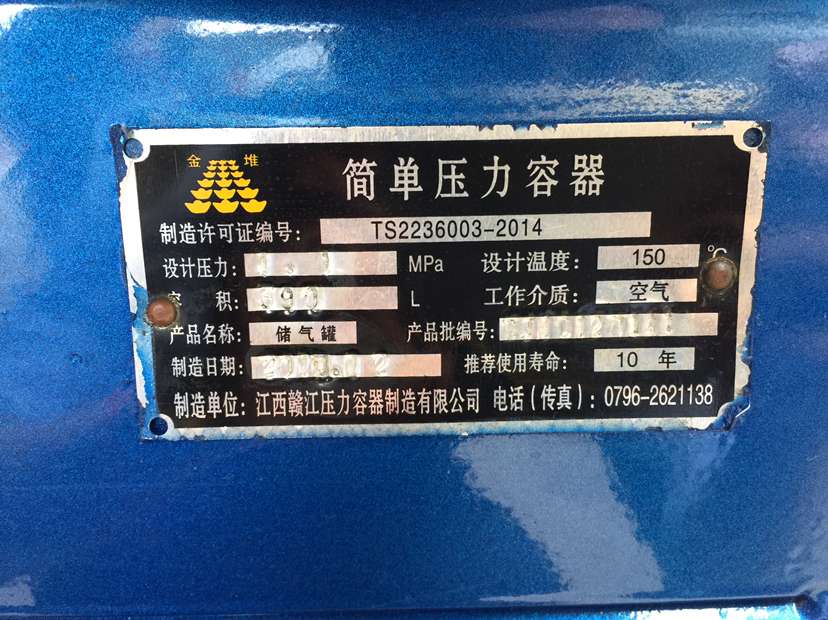 金堆
简单压力容器
制造许可证编号: TS2236003-2014
设计压力: MPa 设计温度: 150 ℃
容 积: L 工作介质: 空气
产品名称: 储气罐 产品批编号:
制造日期: 推荐使用寿命: 10 年
制造单位: 江西赣江压力容器制造有限公司 电话(传真): 0796-2621138